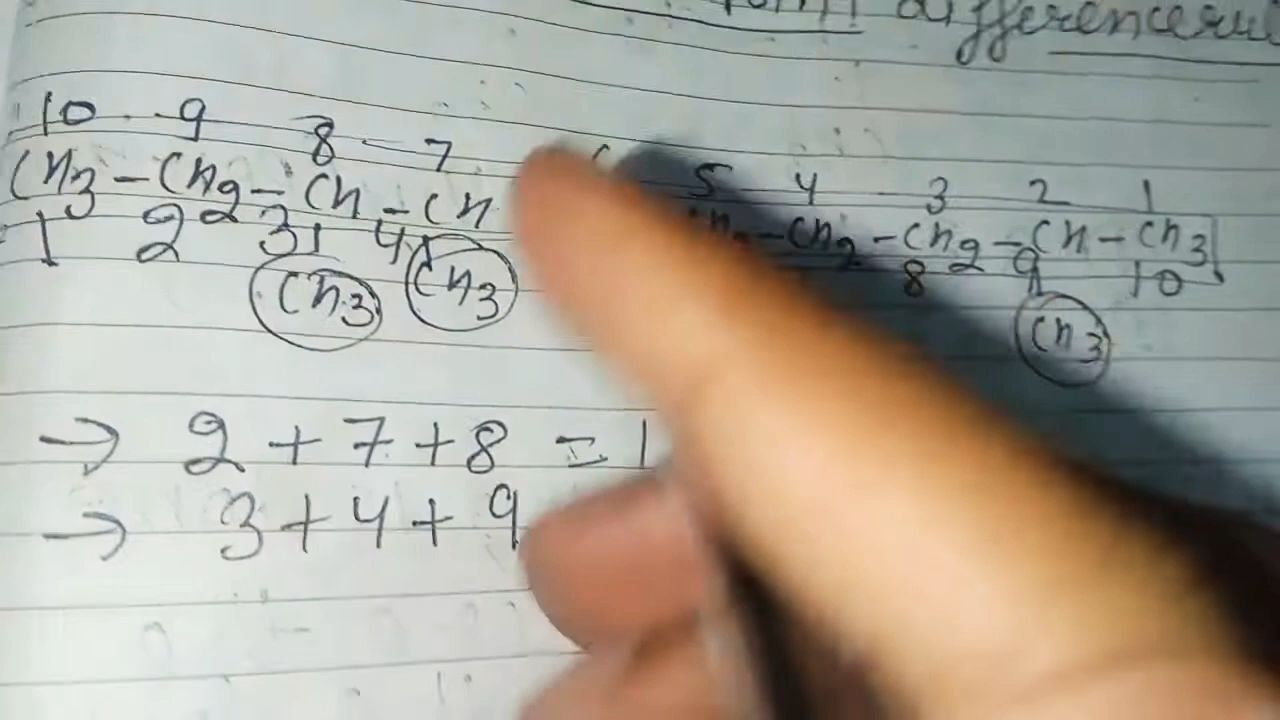 differenceru
10 9 8 7 5 4 3 2 1
CH3-CH2-CH-CH -CH2-CH2-CH-CH3
1 2 3 4 8 9 10
CH3 CH3 CH3
→ 2+7+8 = 1
→ 3+4+9